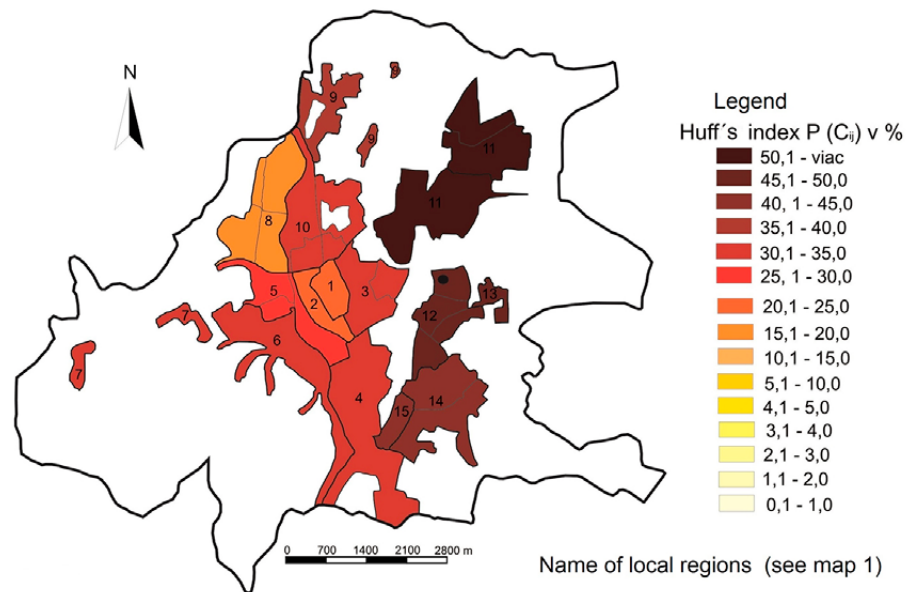 N
9
9
9
11
11
8
10
1
2
3
5
6
7
7
4
12
13
14
15
0 700 1400 2100 2800 m
Legend
Huff´s index P (Cij) v %
50,1 - viac
45,1 - 50,0
40, 1 - 45,0
35,1 - 40,0
30,1 - 35,0
25, 1 - 30,0
20,1 - 25,0
15,1 - 20,0
10,1 - 15,0
5,1 - 10,0
4,1 - 5,0
3,1 - 4,0
2,1 - 3,0
1,1 - 2,0
0,1 - 1,0
Name of local regions (see map 1)